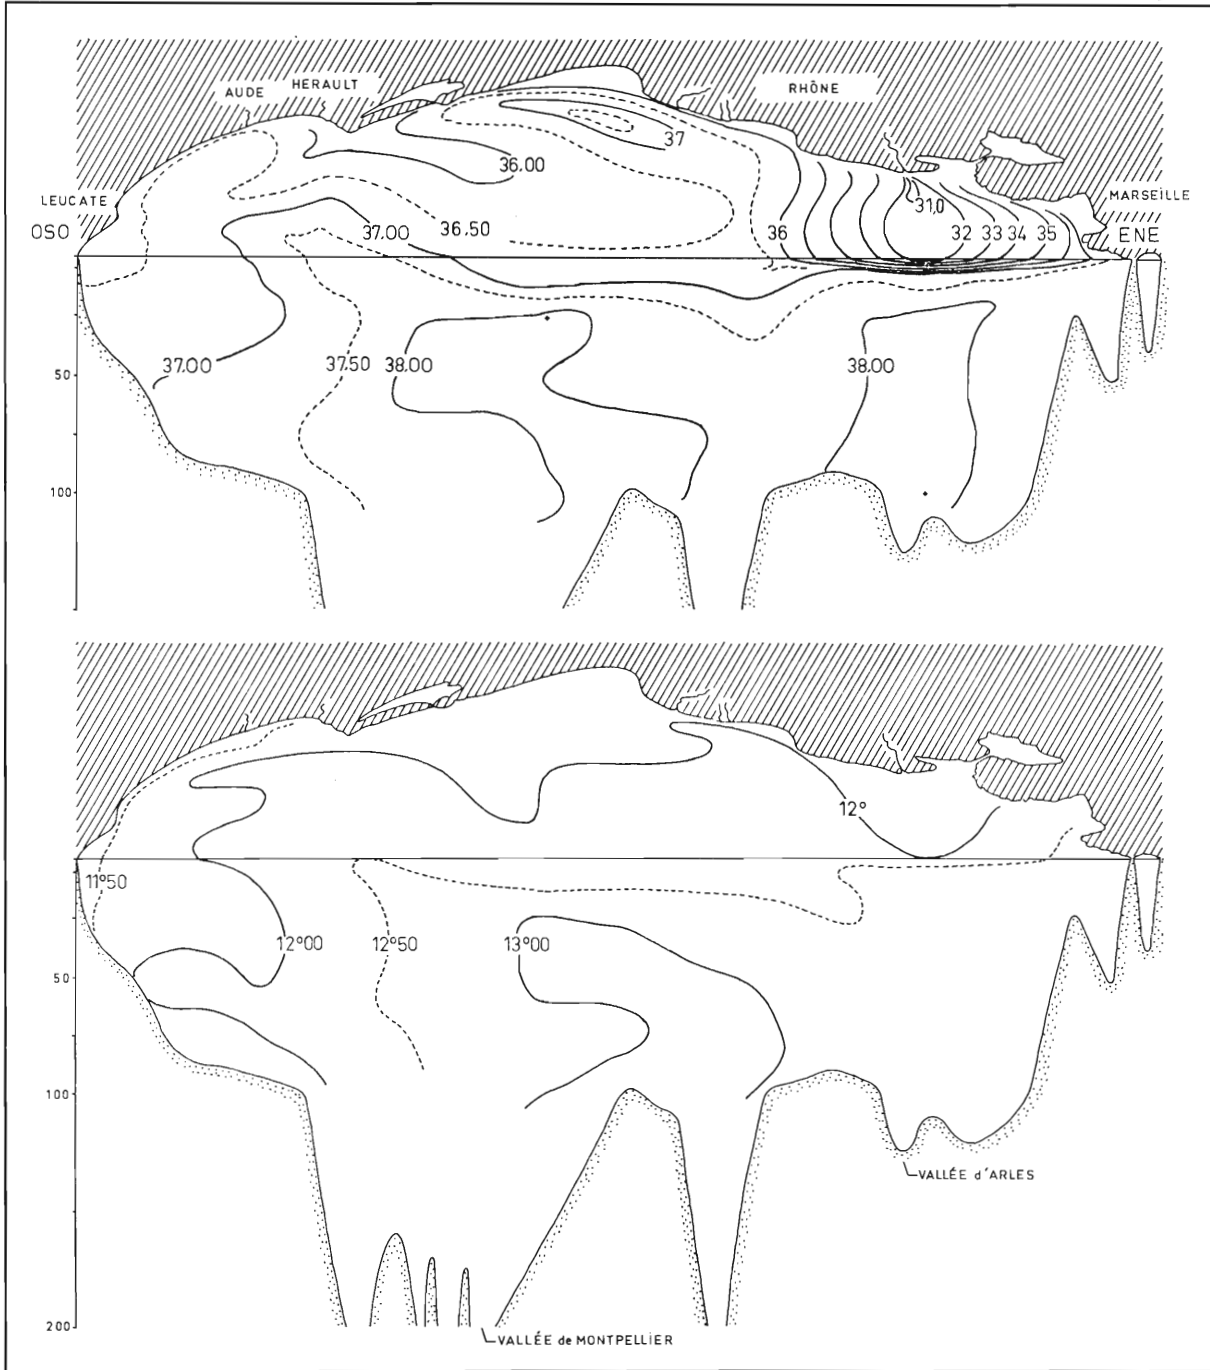 AUDE HERAULT RHÔNE
37
36.00
LEUCATE MARSEILLE
31,0
OSO 37.00 36.50 36 32 33 34 35 ENE
37.00 37.50 38.00 38.00
50
100
12°
11°50
12°00 12°50 13°00
50
100
VALLÉE d'ARLES
200
VALLÉE de MONTPELLIER